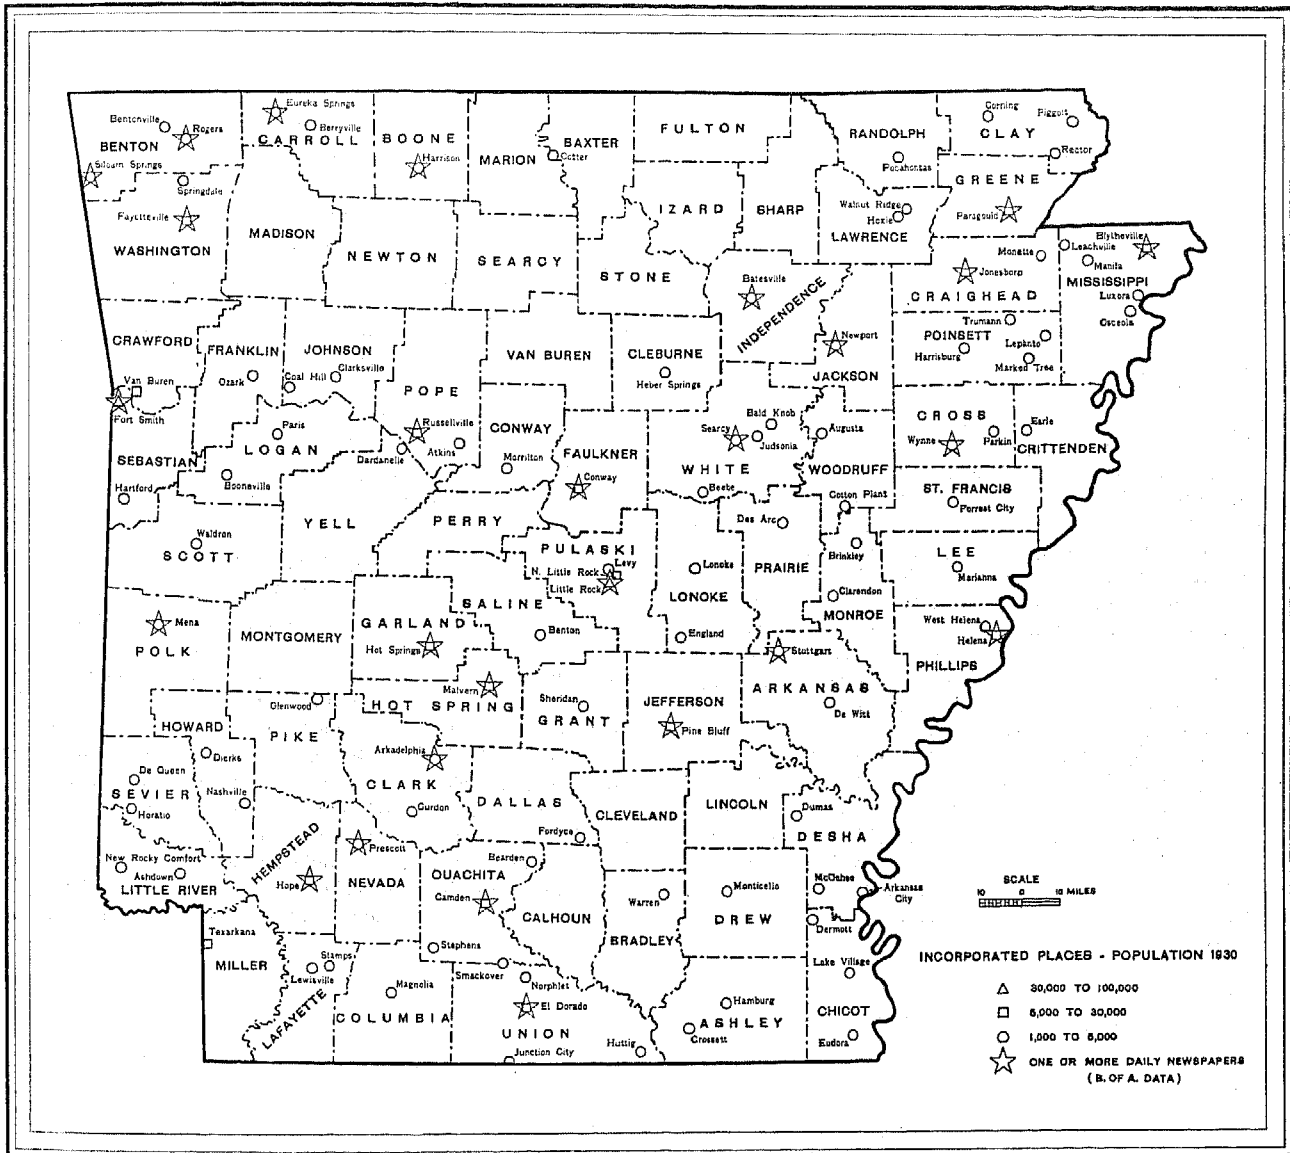 Eureka Springs
Corning
Piggott
Bentonville
Rogers
Berryville
BENTON
CARROLL
BOONE
MARION
BAXTER
FULTON
RANDOLPH
CLAY
Rector
Siloam Springs
Harrison
Cotter
Pocahontas
Springdale
GREENE
Fayetteville
IZARD
SHARP
Walnut Ridge
Hoxie
Paragould
WASHINGTON
MADISON
NEWTON
SEARCY
STONE
LAWRENCE
Monette
Leachville
Blytheville
Manila
Batesville
Jonesboro
MISSISSIPPI
CRAIGHEAD
Luxora
INDEPENDENCE
Osceola
Trumann
CRAWFORD
FRANKLIN
JOHNSON
VAN BUREN
CLEBURNE
Newport
POINSETT
Lepanto
Harrisburg
Marked Tree
Van Buren
Ozark
Coal Hill
Clarksville
Heber Springs
JACKSON
Fort Smith
POPE
CROSS
Paris
Russellville
CONWAY
Bald Knob
Searcy
Judsonia
Augusta
Wynne
Parkin
Earle
SEBASTIAN
LOGAN
Dardanelle
Atkins
Morrilton
FAULKNER
WHITE
WOODRUFF
CRITTENDEN
Hartford
Booneville
Conway
Beebe
Cotton Plant
ST. FRANCIS
Forrest City
YELL
PERRY
Des Arc
Waldron
SCOTT
PULASKI
Levy
N. Little Rock
Little Rock
Lonoke
PRAIRIE
Brinkley
LEE
Marianna
SALINE
LONOKE
Clarendon
MONROE
Mena
POLK
MONTGOMERY
GARLAND
Hot Springs
Benton
England
Stuttgart
West Helena
Helena
PHILLIPS
Malvern
HOT SPRING
Sheridan
GRANT
JEFFERSON
Pine Bluff
ARKANSAS
De Witt
Glenwood
HOWARD
PIKE
Dierks
Arkadelphia
De Queen
SEVIER
Horatio
Nashville
CLARK
Gurdon
DALLAS
Fordyce
CLEVELAND
LINCOLN
Dumas
DESHA
HEMPSTEAD
Prescott
New Rocky Comfort
Ashdown
LITTLE RIVER
Hope
NEVADA
OUACHITA
Bearden
Camden
CALHOUN
Warren
Monticello
McGehee
Arkansas
City
BRADLEY
DREW
Dermott
Texarkana
MILLER
Stephens
Stamps
Lewisville
Smackover
Norphlet
Lake Village
LAFAYETTE
Magnolia
COLUMBIA
El Dorado
UNION
Hamburg
ASHLEY
Crossett
CHICOT
Junction City
Huttig
Eudora
SCALE
10 0 10 MILES
INCORPORATED PLACES - POPULATION 1930
30,000 TO 100,000
5,000 TO 30,000
1,000 TO 5,000
ONE OR MORE DAILY NEWSPAPERS
(B. OF A. DATA)